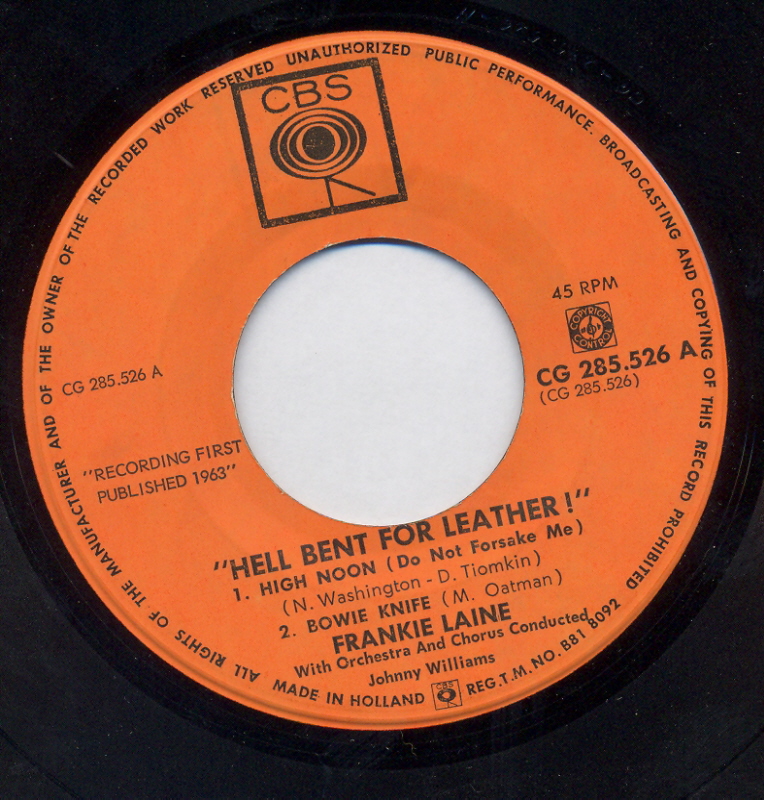 ALL RIGHTS OF THE MANUFACTURER AND OF THE OWNER OF THE RECORDED WORK RESERVED UNAUTHORIZED PUBLIC PERFORMANCE. BROADCASTING AND COPYING OF THIS RECORD PROHIBITED
CBS
45 RPM
COPYRIGHT
CONTROL
CG 285.526 A
CG 285.526 A
(CG 285.526)
"RECORDING FIRST
PUBLISHED 1963"
"HELL BENT FOR LEATHER!"
1. HIGH NOON (Do Not Forsake Me)
(N. Washington - D. Tiomkin)
2. BOWIE KNIFE (M. Oatman)
FRANKIE LAINE
With Orchestra And Chorus Conducted
Johnny Williams
MADE IN HOLLAND CBS REG.T.M.NO.B81 8092